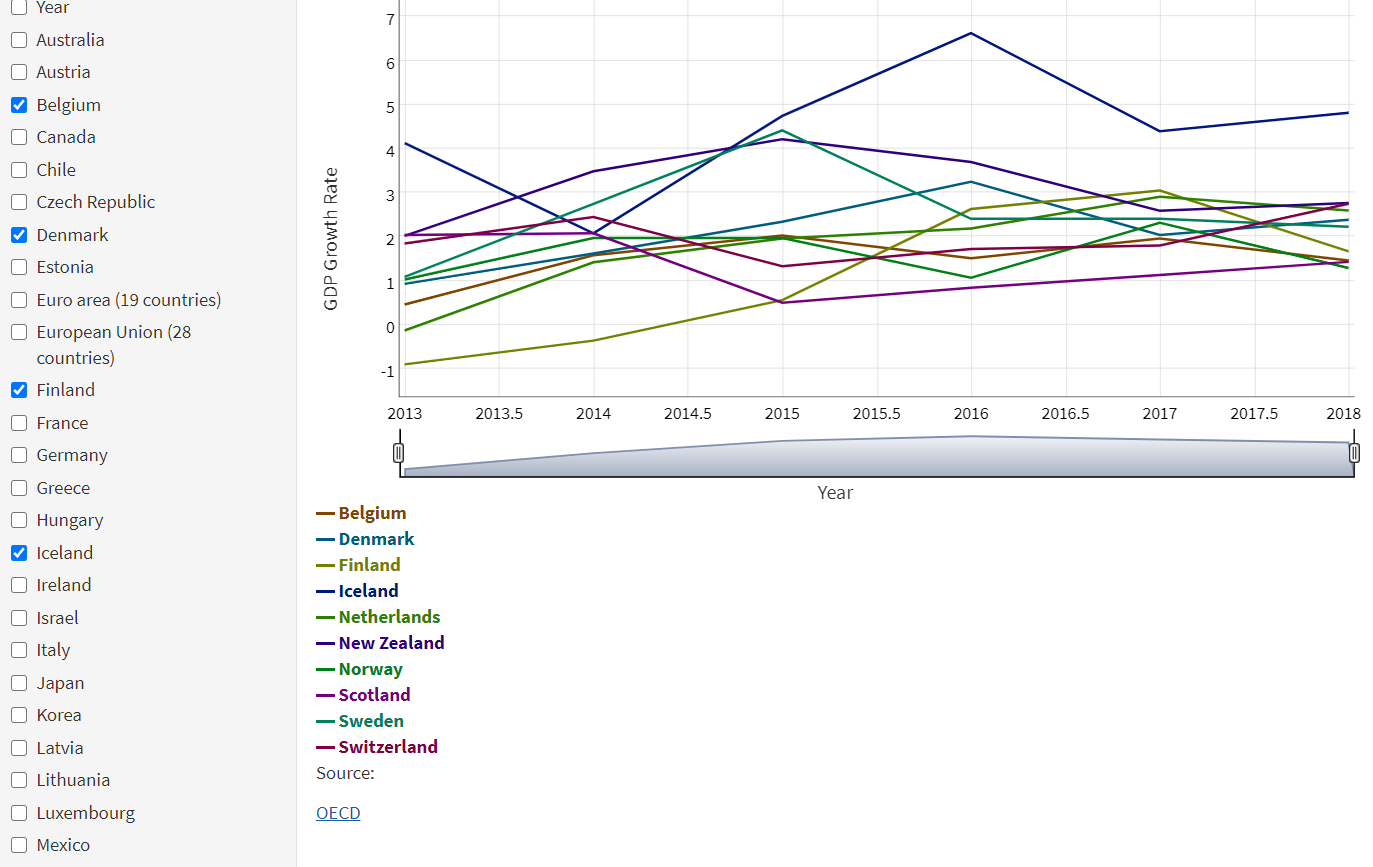 Year
Australia
Austria
Belgium
Canada
Chile
Czech Republic
Denmark
Estonia
Euro area (19 countries)
European Union (28
countries)
Finland
France
Germany
Greece
Hungary
Iceland
Ireland
Israel
Italy
Japan
Korea
Latvia
Lithuania
Luxembourg
Mexico
GDP Growth Rate
7
6
5
4
3
2
1
0
-1
2013 2013.5 2014 2014.5 2015 2015.5 2016 2016.5 2017 2017.5 2018
Year
Belgium
Denmark
Finland
Iceland
Netherlands
New Zealand
Norway
Scotland
Sweden
Switzerland
Source:
OECD